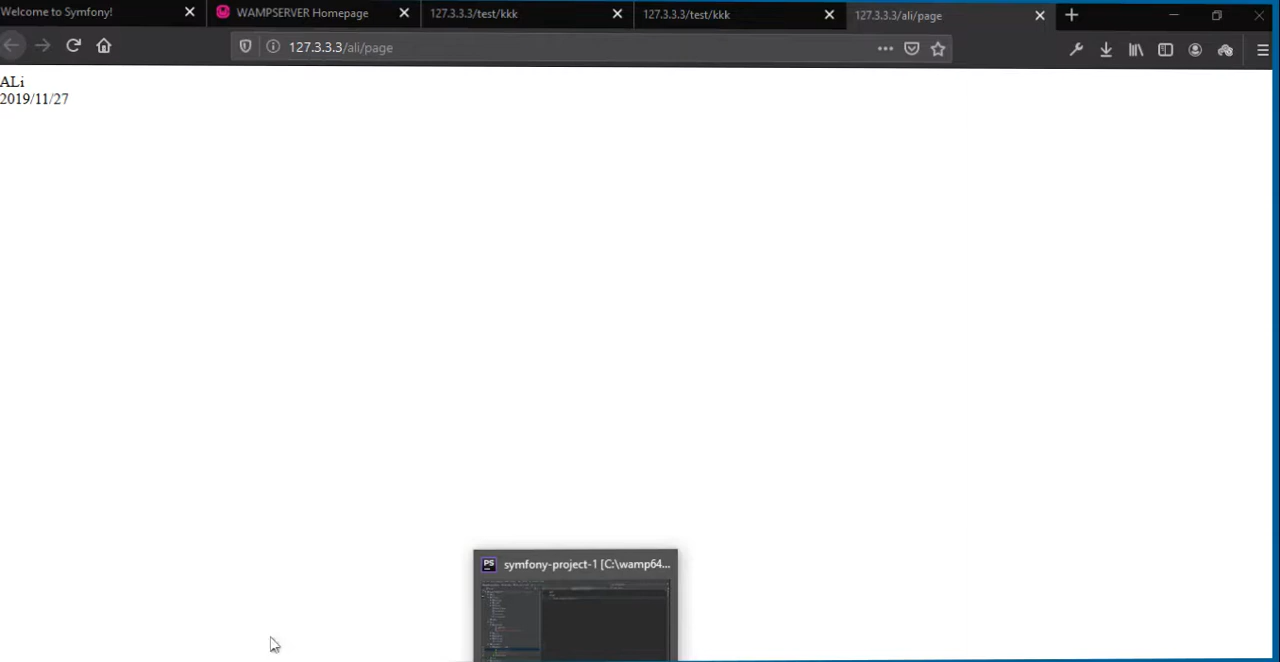 Welcome to Symfony!
WAMPSERVER Homepage
127.3.3.3/test/kkk
127.3.3.3/test/kkk
127.3.3.3/ali/page
127.3.3.3/ali/page
ALi
2019/11/27
PS symfony-project-1 [C:\wamp64...